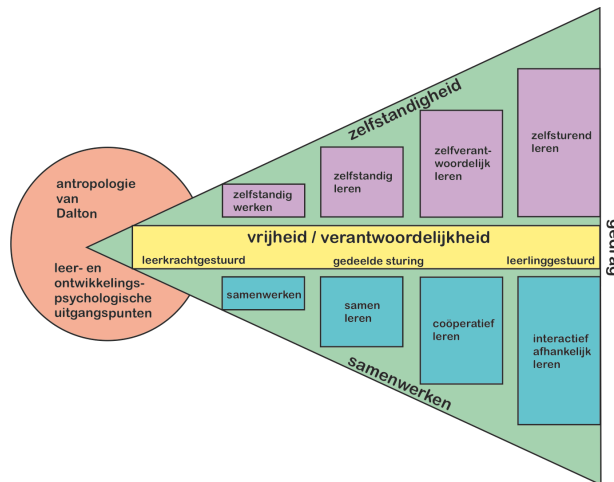 antropologie
van
Dalton
leer- en
ontwikkelings-
psychologische
uitgangspunten
zelfstandigheid
zelfstandig
werken
zelfstandig
leren
zelfverant-
woordelijk
leren
zelfsturend
leren
vrijheid / verantwoordelijkheid
leerkrachtgestuurd
gedeelde sturing
leerlinggestuurd
samenwerken
samen
leren
coöperatief
leren
interactief
afhankelijk
leren
samenwerken
gedrag